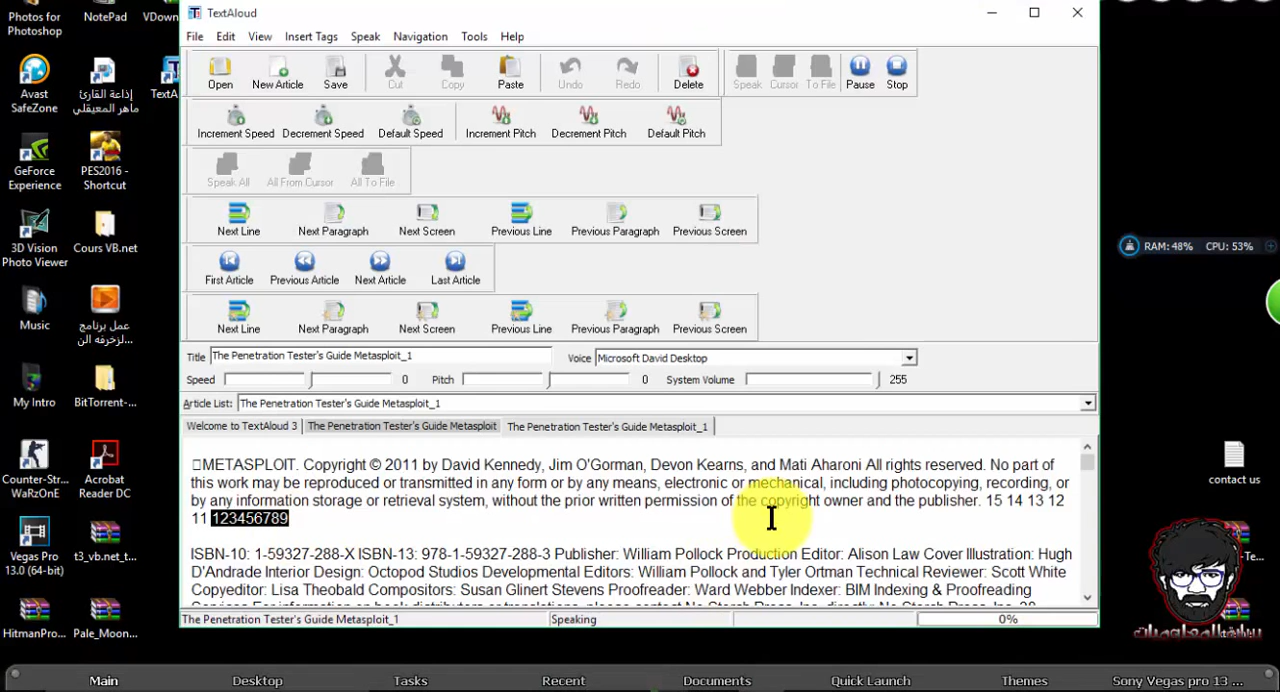 Photos for Photoshop
NotePad
VDown
Avast SafeZone
إذاعة القارئ ماهر المعيقلي
TextA
GeForce Experience
PES2016 - Shortcut
3D Vision Photo Viewer
Cours VB.net
Music
عمل برنامج
لزخرفه الن...
My Intro
BitTorrent-...
Counter-Str... WaRzOnE
Acrobat Reader DC
Vegas Pro 13.0 (64-bit)
t3_vb.net_t...
HitmanPro...
Pale_Moon...
TextAloud
File Edit View Insert Tags Speak Navigation Tools Help
Open New Article Save Cut Copy Paste Undo Redo Delete Speak Cursor To File Pause Stop
Increment Speed Decrement Speed Default Speed Increment Pitch Decrement Pitch Default Pitch
Speak All All From Cursor All To File
Next Line Next Paragraph Next Screen Previous Line Previous Paragraph Previous Screen
First Article Previous Article Next Article Last Article
Next Line Next Paragraph Next Screen Previous Line Previous Paragraph Previous Screen
Title The Penetration Tester's Guide Metasploit_1 Voice Microsoft David Desktop
Speed 0 Pitch 0 System Volume 255
Article List: The Penetration Tester's Guide Metasploit_1
Welcome to TextAloud 3 The Penetration Tester's Guide Metasploit The Penetration Tester's Guide Metasploit_1
METASPLOIT. Copyright © 2011 by David Kennedy, Jim O'Gorman, Devon Kearns, and Mati Aharoni All rights reserved. No part of
this work may be reproduced or transmitted in any form or by any means, electronic or mechanical, including photocopying, recording, or
by any information storage or retrieval system, without the prior written permission of the copyright owner and the publisher. 15 14 13 12
11 123456789
ISBN-10: 1-59327-288-X ISBN-13: 978-1-59327-288-3 Publisher: William Pollock Production Editor: Alison Law Cover Illustration: Hugh
D'Andrade Interior Design: Octopod Studios Developmental Editors: William Pollock and Tyler Ortman Technical Reviewer: Scott White
Copyeditor: Lisa Theobald Compositors: Susan Glinert Stevens Proofreader: Ward Webber Indexer: BIM Indexing & Proofreading
The Penetration Tester's Guide Metasploit_1 Speaking 0%
RAM: 48% CPU: 53%
contact us
Main Desktop Tasks Recent Documents Quick Launch Themes Sony Vegas pro 13 ...